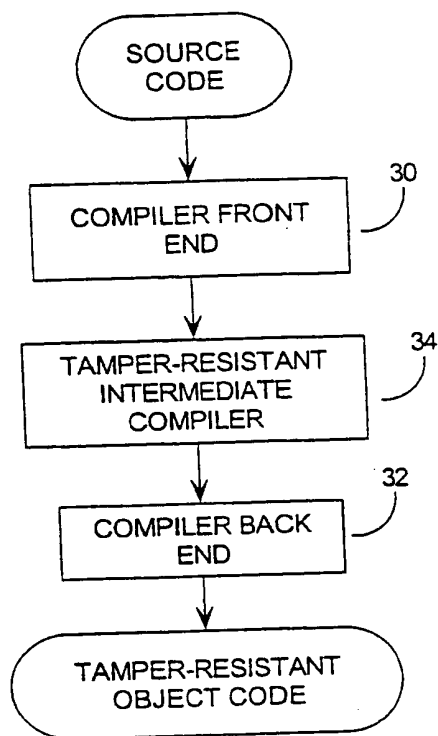 SOURCE
CODE
30
COMPILER FRONT
END
34
TAMPER-RESISTANT
INTERMEDIATE
COMPILER
32
COMPILER BACK
END
TAMPER-RESISTANT
OBJECT CODE